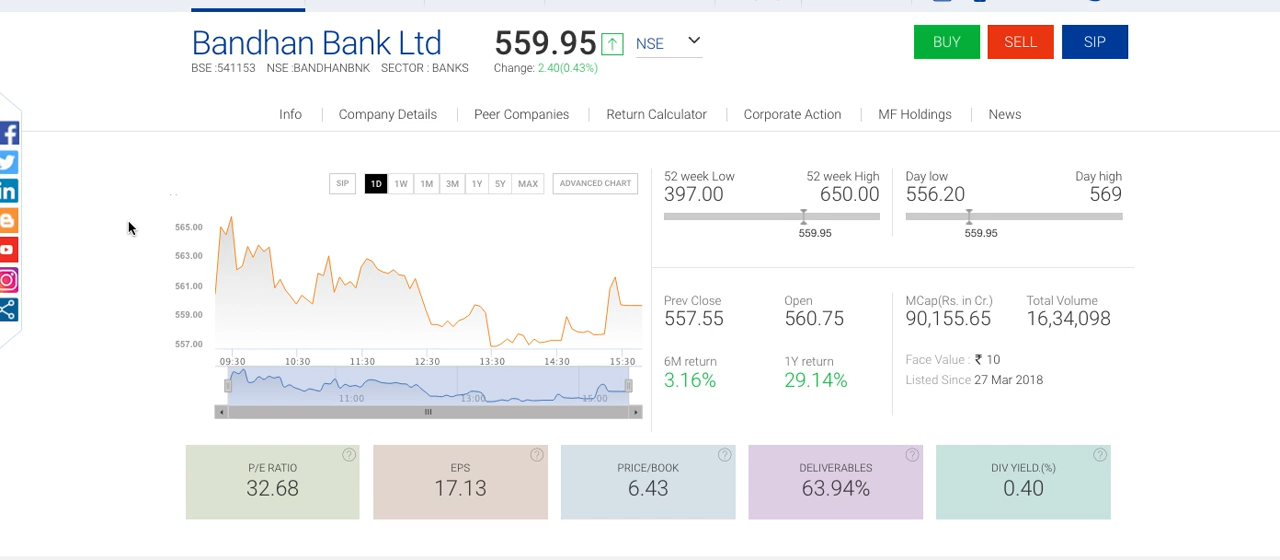 Bandhan Bank Ltd
559.95
NSE
BUY
SELL
SIP
BSE :541153 NSE :BANDHANBNK SECTOR : BANKS
Change: 2.40(0.43%)
Info
Company Details
Peer Companies
Return Calculator
Corporate Action
MF Holdings
News
SIP
1D
1W
1M
3M
1Y
5Y
MAX
ADVANCED CHART
565.00
563.00
561.00
559.00
557.00
09:30
10:30
11:30
12:30
13:30
14:30
15:30
11:00
13:00
15:00
52 week Low
397.00
52 week High
650.00
559.95
Day low
556.20
Day high
569
559.95
Prev Close
557.55
Open
560.75
6M return
3.16%
1Y return
29.14%
MCap(Rs. in Cr.)
90,155.65
Total Volume
16,34,098
Face Value : ₹ 10
Listed Since 27 Mar 2018
P/E RATIO
32.68
EPS
17.13
PRICE/BOOK
6.43
DELIVERABLES
63.94%
DIV YIELD.(%)
0.40